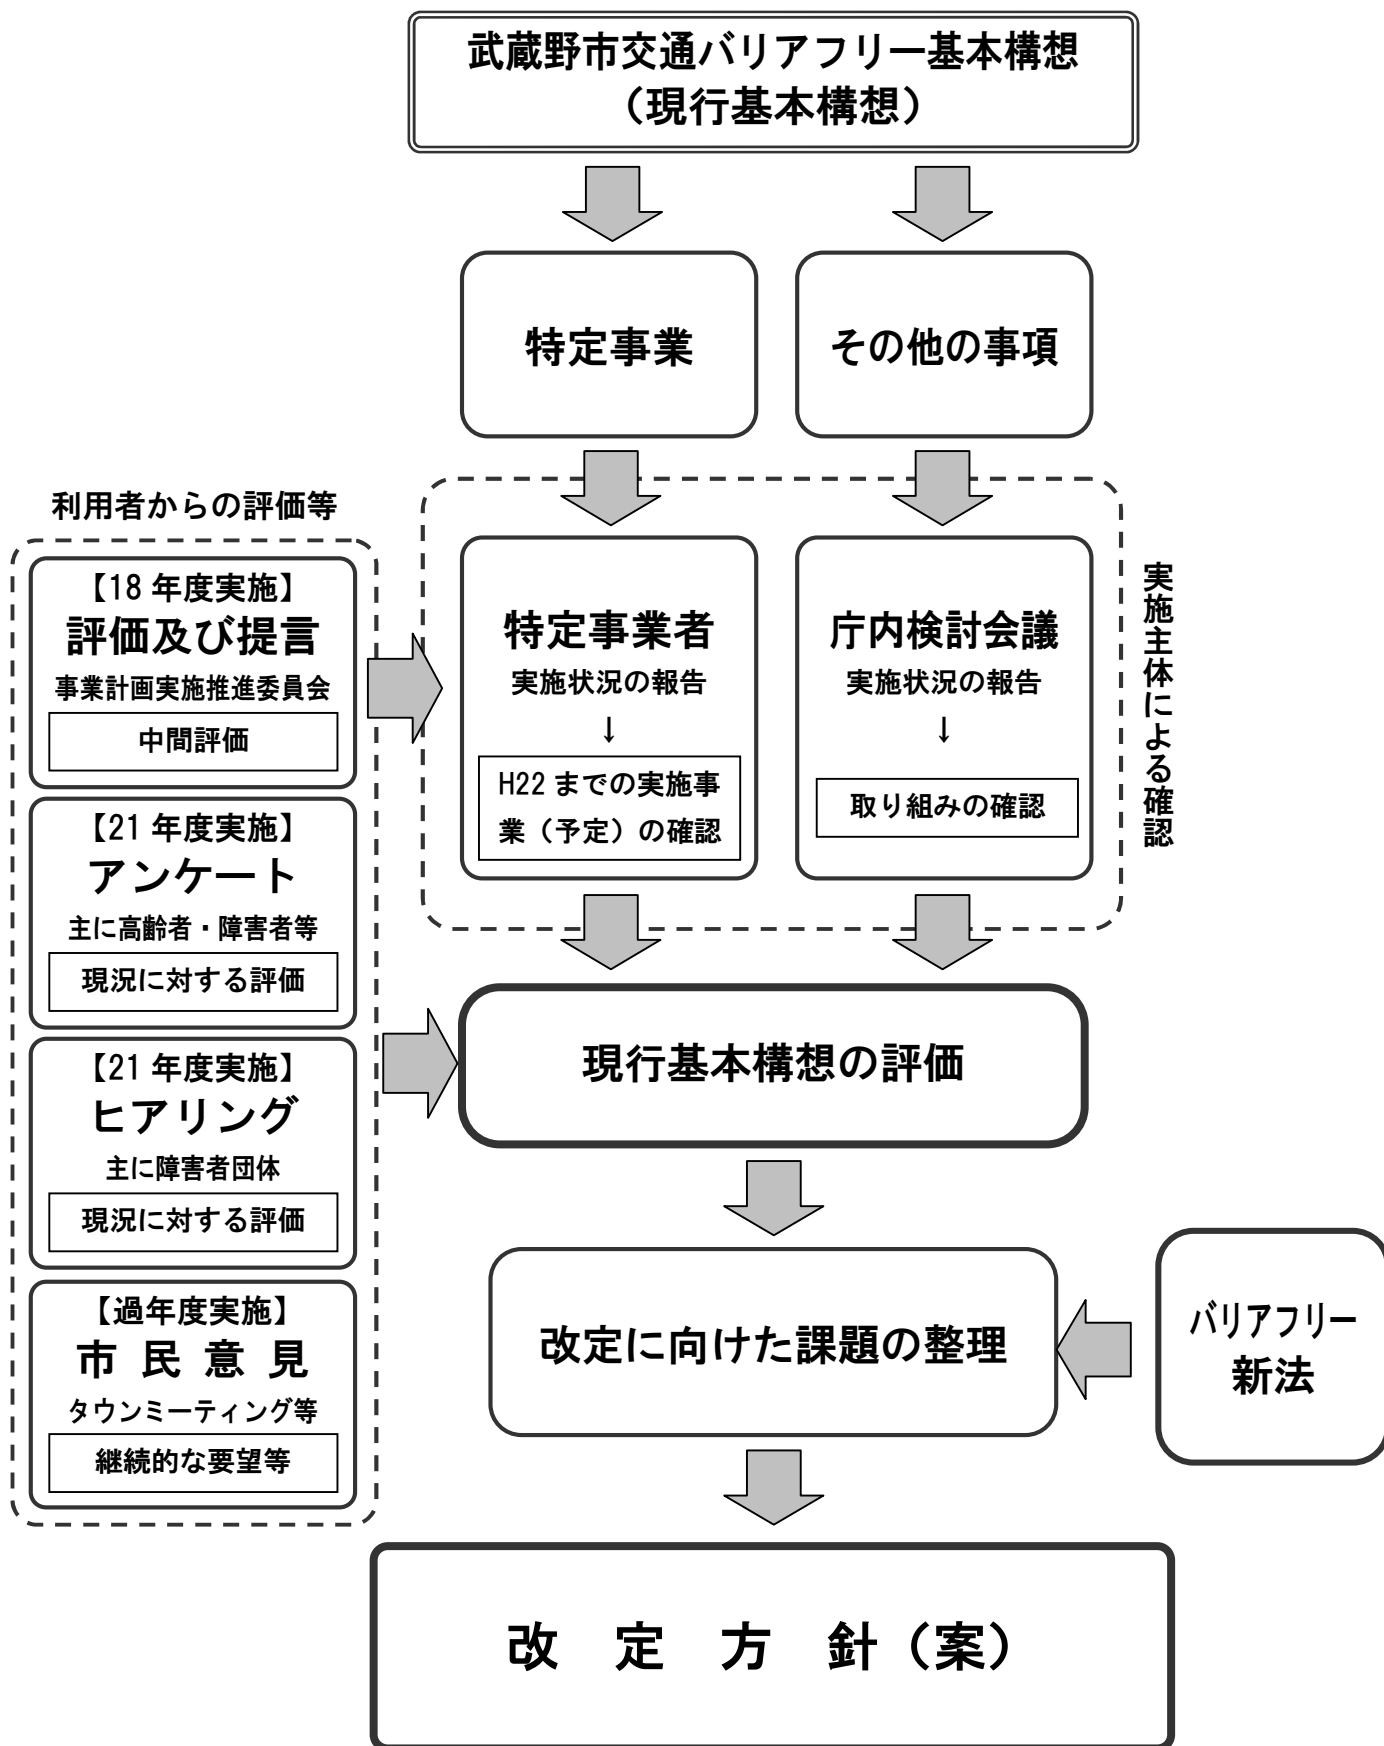 武蔵野市交通バリアフリー基本構想
（現行基本構想）
特定事業
その他の事項
利用者からの評価等
【18 年度実施】
評価及び提言
事業計画実施推進委員会
中間評価
【21 年度実施】
アンケート
主に高齢者・障害者等
現況に対する評価
【21 年度実施】
ヒアリング
主に障害者団体
現況に対する評価
【過年度実施】
市 民 意 見
タウンミーティング等
継続的な要望等
特定事業者
実施状況の報告
↓
H22 までの実施事
業（予定）の確認
庁内検討会議
実施状況の報告
↓
取り組みの確認
実施主体による確認
現行基本構想の評価
改定に向けた課題の整理
バリアフリー
新法
改　定　方　針（案）